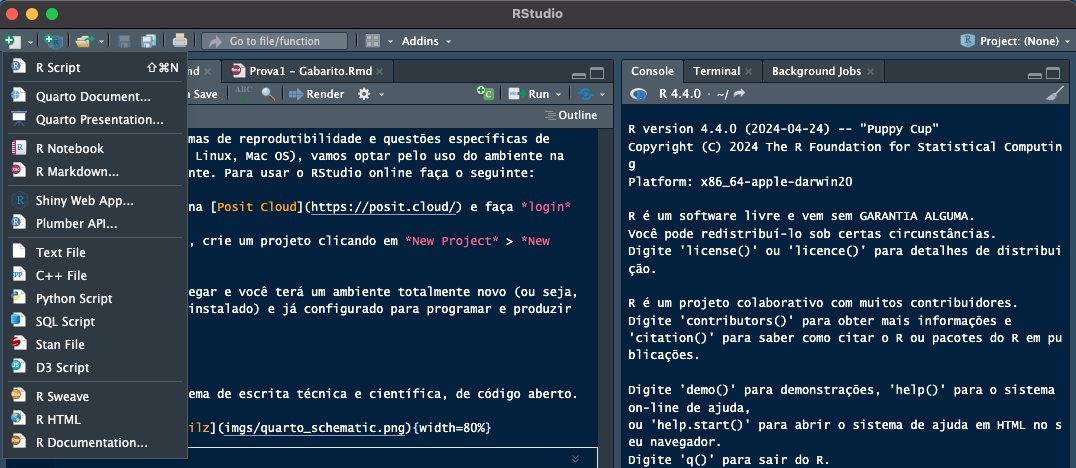 RStudio
Go to file/function
Addins
Project: (None)
R Script ⇧⌘N
Quarto Document...
Quarto Presentation...
R Notebook
R Markdown...
Shiny Web App...
Plumber API...
Text File
C++ File
Python Script
SQL Script
Stan File
D3 Script
R Sweave
R HTML
R Documentation...
md
Prova1 – Gabarito.Rmd
n Save
ABC
Render
Run
Outline
mas de reprodutibilidade e questões específicas de
Linux, Mac OS), vamos optar pelo uso do ambiente na
nte. Para usar o RStudio online faça o seguinte:
na [Posit Cloud](https://posit.cloud/) e faça *login*
, crie um projeto clicando em *New Project* > *New
egar e você terá um ambiente totalmente novo (ou seja,
instalado) e já configurado para programar e produzir
ema de escrita técnica e científica, de código aberto.
ilz](imgs/quarto_schematic.png){width=80%}
Console
Terminal
Background Jobs
R 4.4.0 · ~/
R version 4.4.0 (2024-04-24) -- "Puppy Cup"
Copyright (C) 2024 The R Foundation for Statistical Computin
g
Platform: x86_64-apple-darwin20
R é um software livre e vem sem GARANTIA ALGUMA.
Você pode redistribuí-lo sob certas circunstâncias.
Digite 'license()' ou 'licence()' para detalhes de distribui
ção.
R é um projeto colaborativo com muitos contribuidores.
Digite 'contributors()' para obter mais informações e
'citation()' para saber como citar o R ou pacotes do R em pu
blicações.
Digite 'demo()' para demonstrações, 'help()' para o sistema
on-line de ajuda,
ou 'help.start()' para abrir o sistema de ajuda em HTML no s
eu navegador.
Digite 'q()' para sair do R.